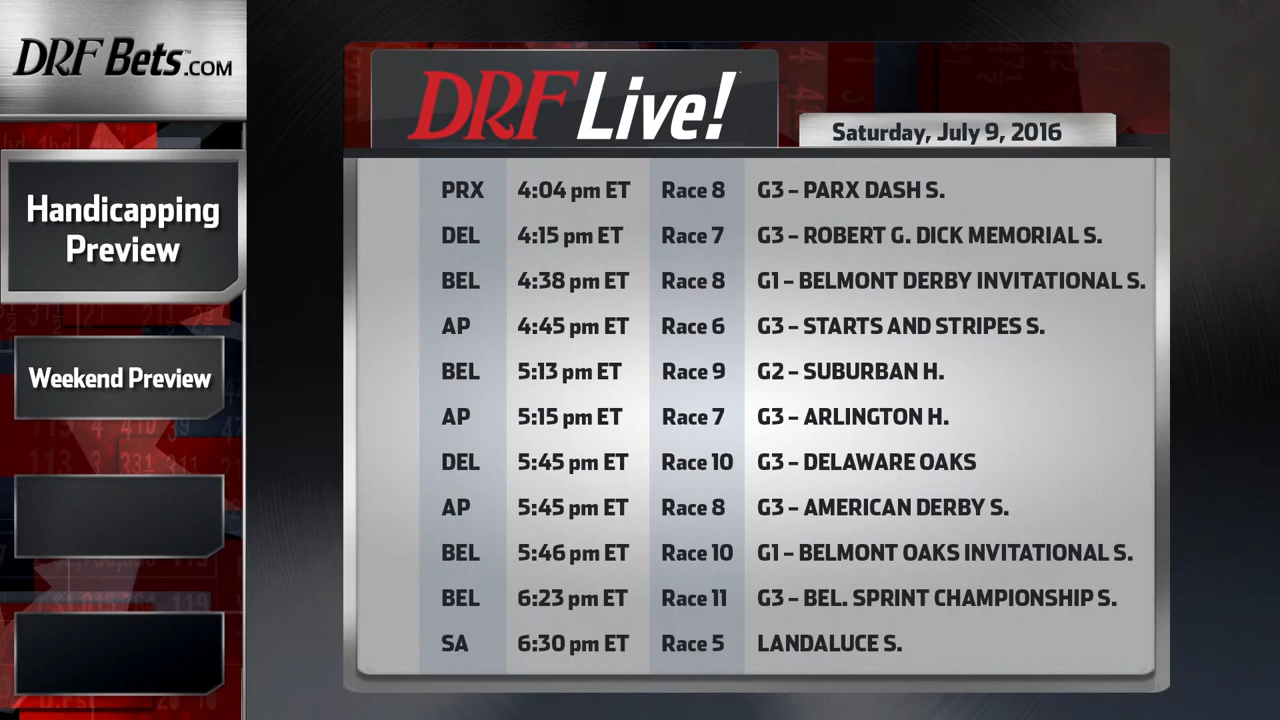 DRF Bets™.COM
Handicapping
Preview
Weekend Preview
DRF Live!
Saturday, July 9, 2016
PRX 4:04 pm ET Race 8 G3 – PARX DASH S.
DEL 4:15 pm ET Race 7 G3 – ROBERT G. DICK MEMORIAL S.
BEL 4:38 pm ET Race 8 G1 – BELMONT DERBY INVITATIONAL S.
AP 4:45 pm ET Race 6 G3 – STARTS AND STRIPES S.
BEL 5:13 pm ET Race 9 G2 – SUBURBAN H.
AP 5:15 pm ET Race 7 G3 – ARLINGTON H.
DEL 5:45 pm ET Race 10 G3 – DELAWARE OAKS
AP 5:45 pm ET Race 8 G3 – AMERICAN DERBY S.
BEL 5:46 pm ET Race 10 G1 – BELMONT OAKS INVITATIONAL S.
BEL 6:23 pm ET Race 11 G3 – BEL. SPRINT CHAMPIONSHIP S.
SA 6:30 pm ET Race 5 LANDALUCE S.